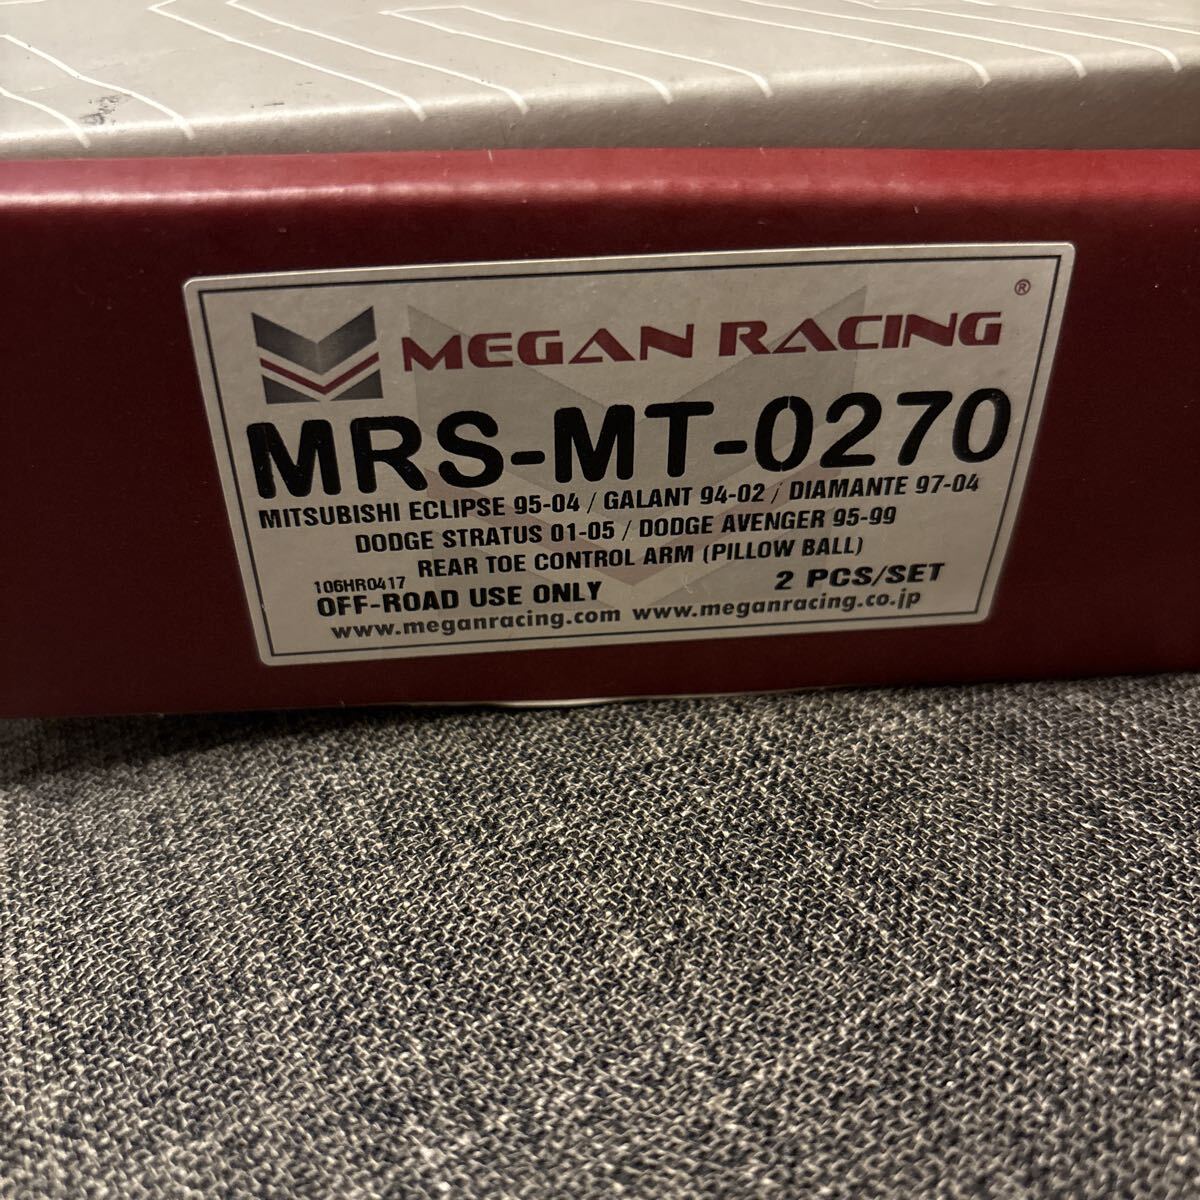 MEGAN RACING ®
MRS-MT-0270
MITSUBISHI ECLIPSE 95-04 / GALANT 94-02 / DIAMANTE 97-04
DODGE STRATUS 01-05 / DODGE AVENGER 95-99
REAR TOE CONTROL ARM (PILLOW BALL)
106HR0417
OFF-ROAD USE ONLY 2 PCS/SET
www.meganracing.com www.meganracing.co.jp